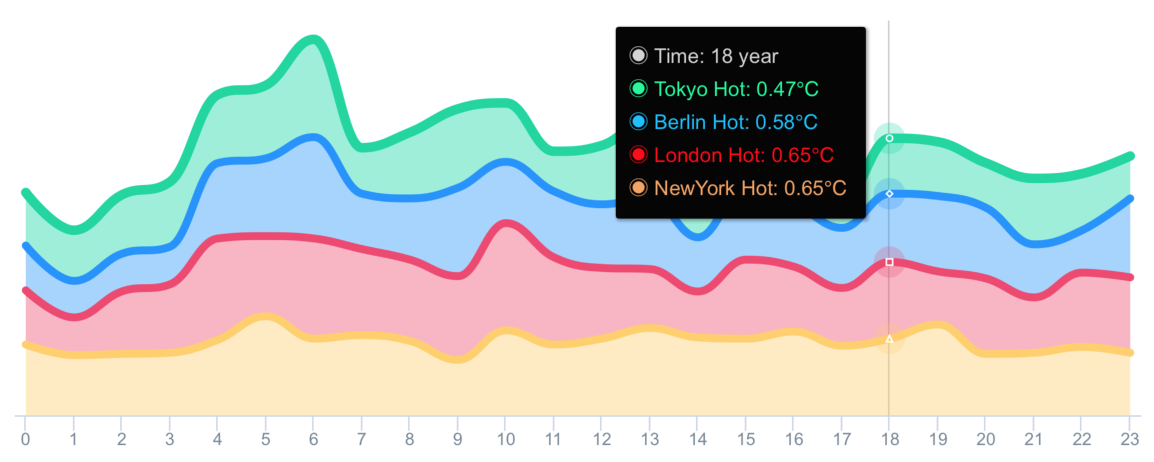 Time: 18 year
Tokyo Hot: 0.47°C
Berlin Hot: 0.58°C
London Hot: 0.65°C
NewYork Hot: 0.65°C
0 1 2 3 4 5 6 7 8 9 10 11 12 13 14 15 16 17 18 19 20 21 22 23